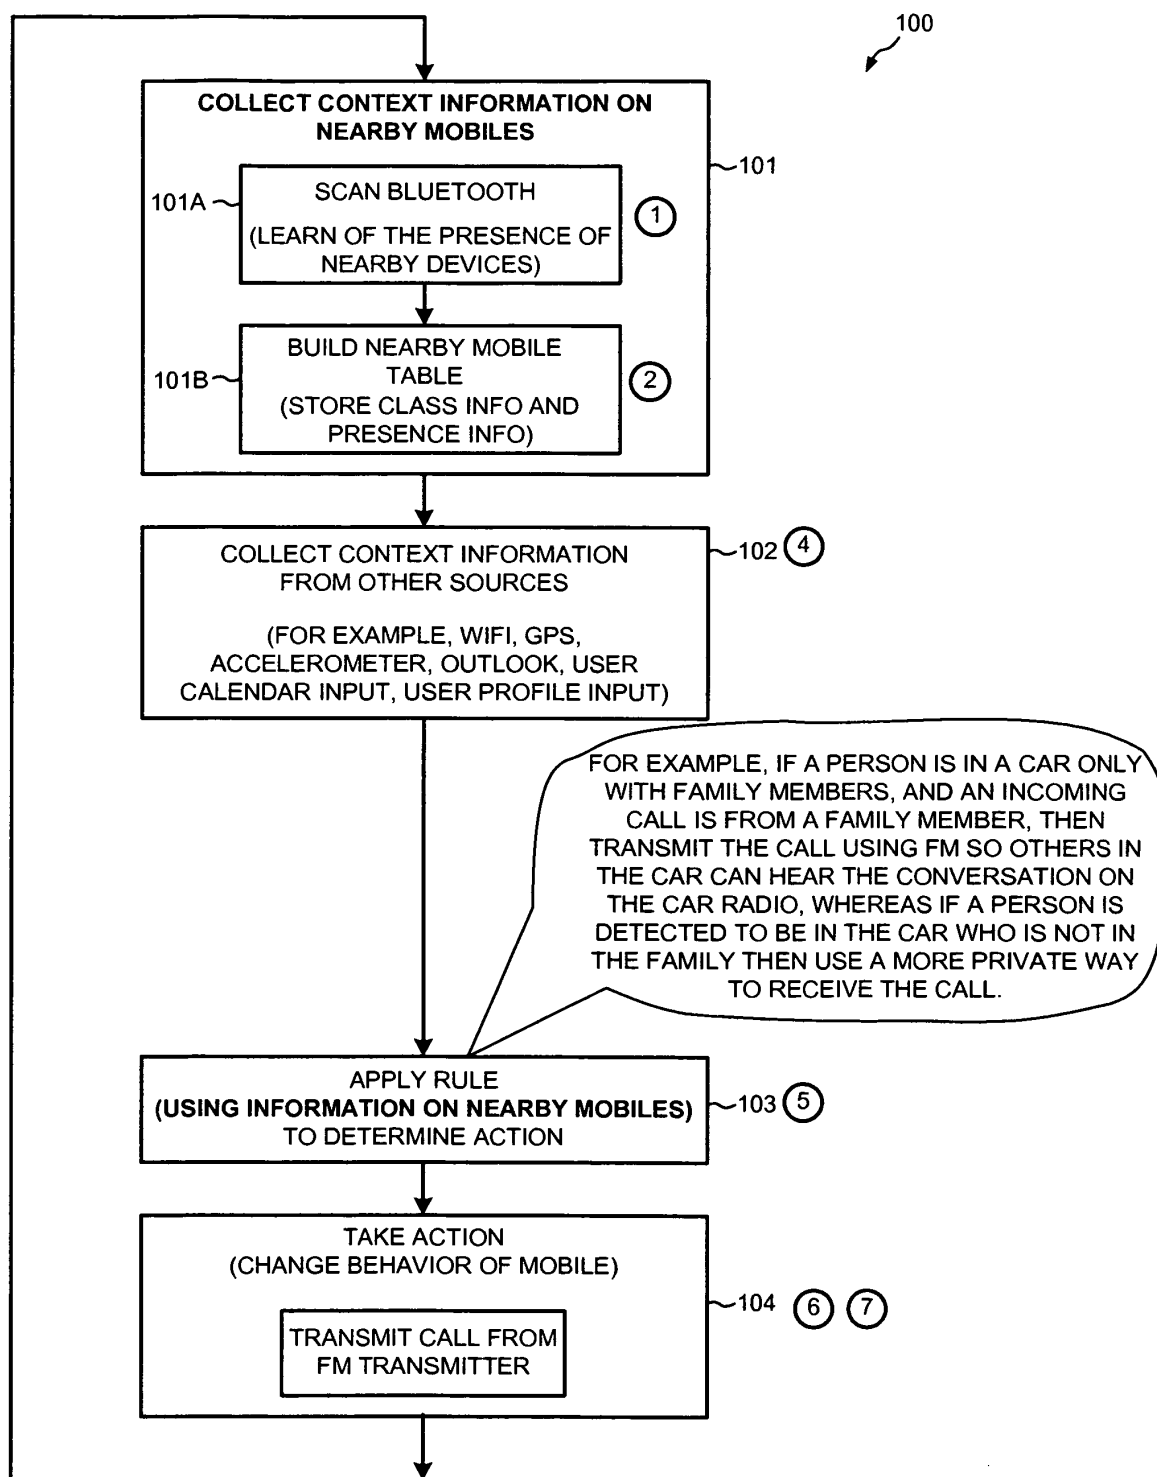 100
COLLECT CONTEXT INFORMATION ON
NEARBY MOBILES
101
101A
SCAN BLUETOOTH
(LEARN OF THE PRESENCE OF
NEARBY DEVICES)
1
101B
BUILD NEARBY MOBILE
TABLE
(STORE CLASS INFO AND
PRESENCE INFO)
2
COLLECT CONTEXT INFORMATION
FROM OTHER SOURCES
(FOR EXAMPLE, WIFI, GPS,
ACCELEROMETER, OUTLOOK, USER
CALENDAR INPUT, USER PROFILE INPUT)
102
4
FOR EXAMPLE, IF A PERSON IS IN A CAR ONLY
WITH FAMILY MEMBERS, AND AN INCOMING
CALL IS FROM A FAMILY MEMBER, THEN
TRANSMIT THE CALL USING FM SO OTHERS IN
THE CAR CAN HEAR THE CONVERSATION ON
THE CAR RADIO, WHEREAS IF A PERSON IS
DETECTED TO BE IN THE CAR WHO IS NOT IN
THE FAMILY THEN USE A MORE PRIVATE WAY
TO RECEIVE THE CALL.
APPLY RULE
(USING INFORMATION ON NEARBY MOBILES)
TO DETERMINE ACTION
103
5
TAKE ACTION
(CHANGE BEHAVIOR OF MOBILE)
104
6
7
TRANSMIT CALL FROM
FM TRANSMITTER